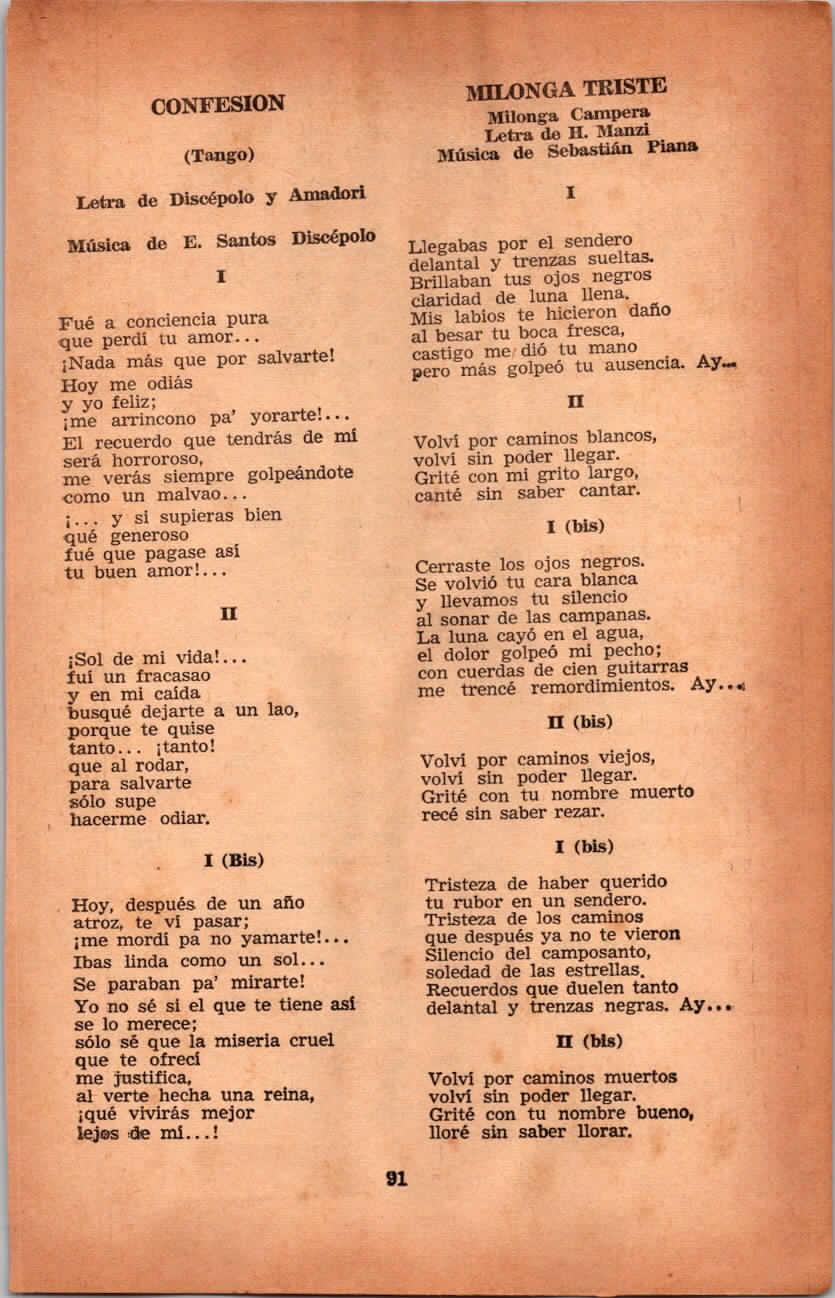 CONFESION
(Tango)
Letra de Discépolo y Amadori
Música de E. Santos Discépolo
I
Fué a conciencia pura
que perdí tu amor...
¡Nada más que por salvarte!
Hoy me odiás
y yo feliz;
¡me arrincono pa' yorarte!...
El recuerdo que tendrás de mí
será horroroso,
me verás siempre golpeándote
como un malvao...
¡... y si supieras bien
qué generoso
fué que pagase así
tu buen amor!...
II
¡Sol de mi vida!...
fuí un fracasao
y en mi caída
busqué dejarte a un lao,
porque te quise
tanto... ¡tanto!
que al rodar,
para salvarte
sólo supe
hacerme odiar.
I (Bis)
Hoy, después de un año
atroz, te ví pasar;
¡me mordí pa no yamarte!...
Ibas linda como un sol...
Se paraban pa' mirarte!
Yo no sé si el que te tiene así
se lo merece;
sólo sé que la miseria cruel
que te ofrecí
me justifica,
al verte hecha una reina,
¡qué vivirás mejor
lejos de mí...!
MILONGA TRISTE
Milonga Campera
Letra de H. Manzi
Música de Sebastián Piana
I
Llegabas por el sendero
delantal y trenzas sueltas.
Brillaban tus ojos negros
claridad de luna llena.
Mis labios te hicieron daño
al besar tu boca fresca,
castigo me dió tu mano
pero más golpeó tu ausencia. Ay...
II
Volví por caminos blancos,
volví sin poder llegar.
Grité con mi grito largo,
canté sin saber cantar.
I (bis)
Cerraste los ojos negros.
Se volvió tu cara blanca
y llevamos tu silencio
al sonar de las campanas.
La luna cayó en el agua,
el dolor golpeó mi pecho;
con cuerdas de cien guitarras
me trencé remordimientos. Ay...
II (bis)
Volví por caminos viejos,
volví sin poder llegar.
Grité con tu nombre muerto
recé sin saber rezar.
I (bis)
Tristeza de haber querido
tu rubor en un sendero.
Tristeza de los caminos
que después ya no te vieron
Silencio del camposanto,
soledad de las estrellas.
Recuerdos que duelen tanto
delantal y trenzas negras. Ay...
II (bis)
Volví por caminos muertos
volví sin poder llegar.
Grité con tu nombre bueno,
lloré sin saber llorar.
91